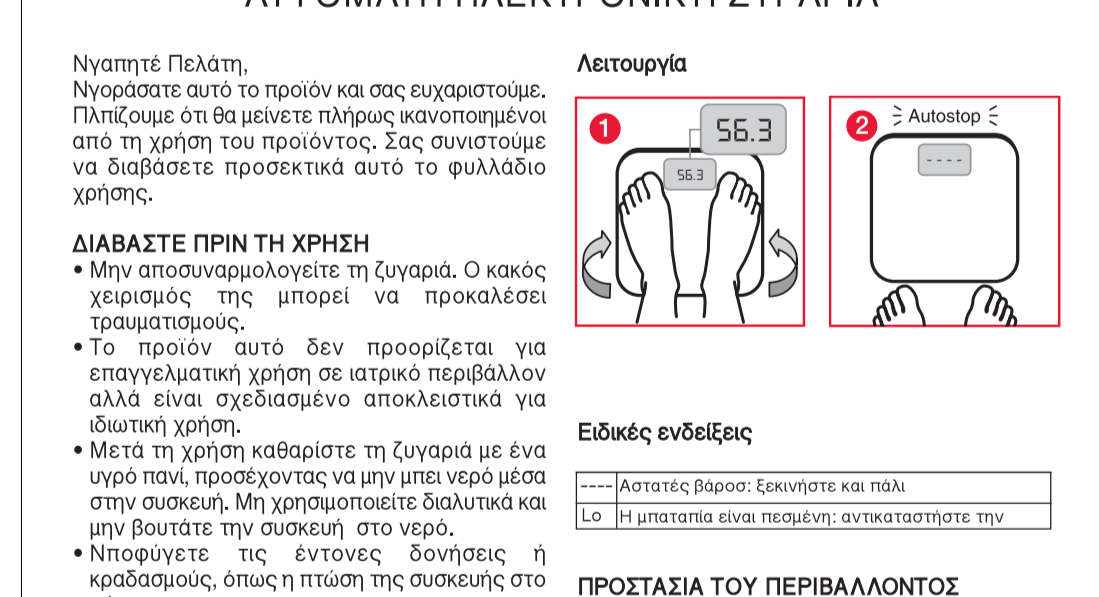 ΑΥΤΟΜΑΤΗ ΗΛΕΚΤΡΟΝΙΚΗ ΖΥΓΑΡΙΑ
Νγαπητέ Πελάτη,
Νγοράσατε αυτό το προϊόν και σας ευχαριστούμε.
Πλπίζουμε ότι θα μείνετε πλήρως ικανοποιημένοι
από τη χρήση του προϊόντος. Σας συνιστούμε
να διαβάσετε προσεκτικά αυτό το φυλλάδιο
χρήσης.
ΔΙΑΒΑΣΤΕ ΠΡΙΝ ΤΗ ΧΡΗΣΗ
• Μην αποσυναρμολογείτε τη ζυγαριά. Ο κακός
χειρισμός της μπορεί να προκαλέσει
τραυματισμούς.
• Το προϊόν αυτό δεν προορίζεται για
επαγγελματική χρήση σε ιατρικό περιβάλλον
αλλά είναι σχεδιασμένο αποκλειστικά για
ιδιωτική χρήση.
• Μετά τη χρήση καθαρίστε τη ζυγαριά με ένα
υγρό πανί, προσέχοντας να μην μπει νερό μέσα
στην συσκευή. Μη χρησιμοποιείτε διαλυτικά και
μην βουτάτε την συσκευή στο νερό.
• Νποφύγετε τις έντονες δονήσεις ή
κραδασμούς, όπως η πτώση της συσκευής στο
Λειτουργία
1
56.3
56.3
2
Autostop
----
Ειδικές ενδείξεις
---- Αστατές βάροσ: ξεκινήστε και πάλι
Lo Η μπαταπία είναι πεσμένη: αντικαταστήστε την
ΠΡΟΣΤΑΣΙΑ ΤΟΥ ΠΕΡΙΒΑΛΛΟΝΤΟΣ